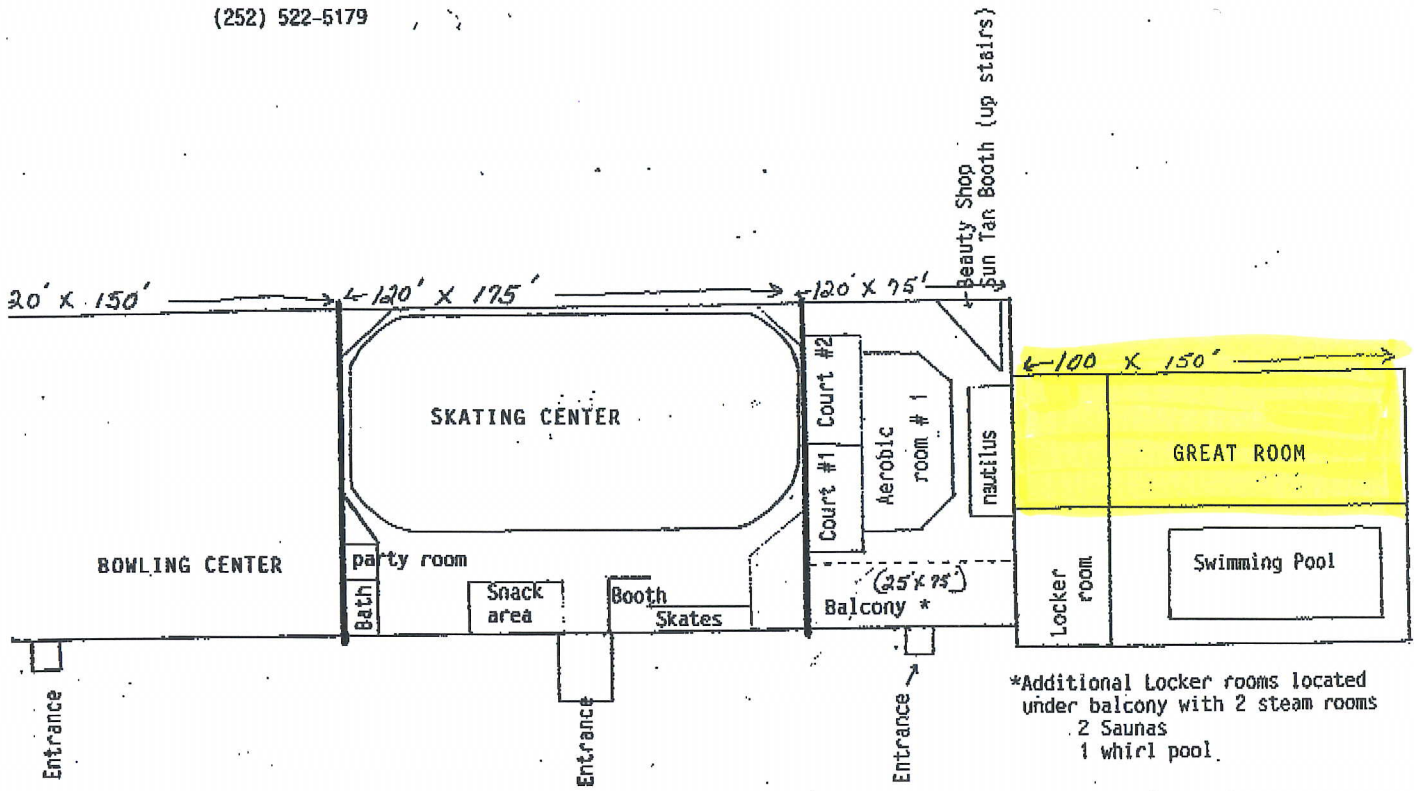 (252) 522-5179
Beauty Shop
Sun Tan Booth (up stairs)
20' X 150'
120' X 175'
120' X 75'
100 X 150'
Court #2
Court #1
Aerobic
room # 1
nautilus
SKATING CENTER
GREAT ROOM
BOWLING CENTER
party room
Bath
Snack
area
Booth
Skates
(25' X 75')
Balcony *
Locker
room
Swimming Pool
Entrance
Entrance
Entrance
*Additional Locker rooms located
under balcony with 2 steam rooms
2 Saunas
1 whirl pool